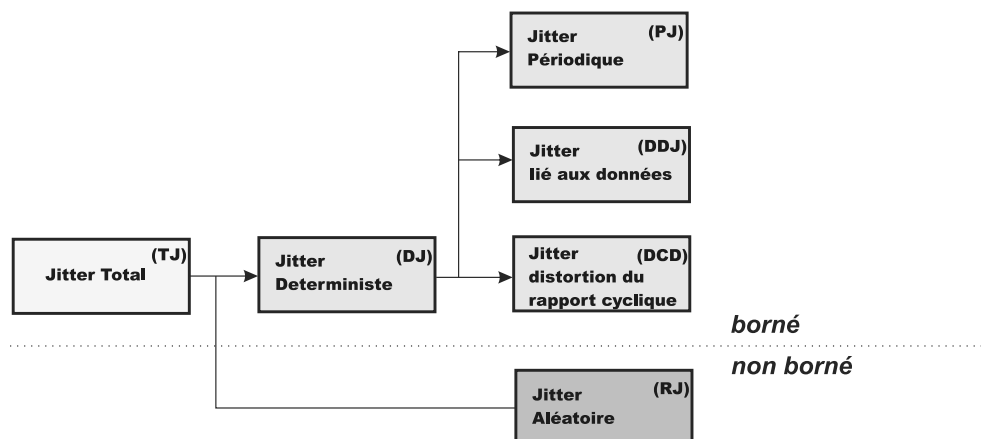 Jitter (PJ)
Périodique
Jitter (DDJ)
lié aux données
(TJ)
Jitter Total
Jitter (DJ)
Deterministe
Jitter (DCD)
distortion du
rapport cyclique
borné
non borné
Jitter (RJ)
Aléatoire